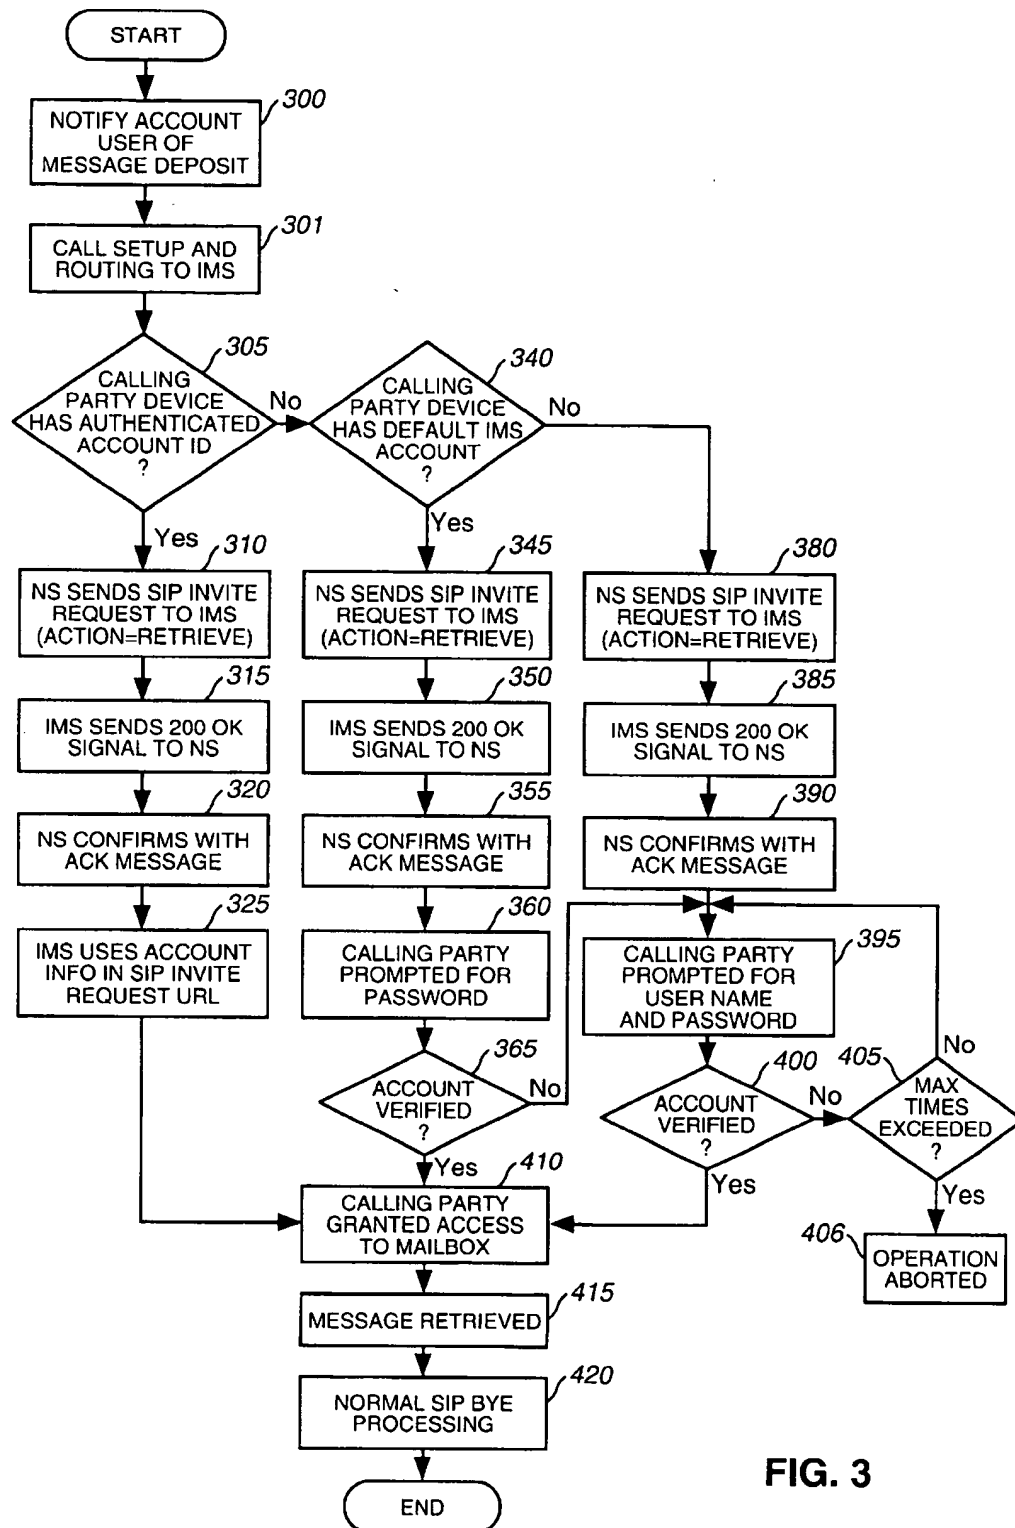 START
300
NOTIFY ACCOUNT
USER OF
MESSAGE DEPOSIT
301
CALL SETUP AND
ROUTING TO IMS
305
CALLING
PARTY DEVICE
HAS AUTHENTICATED
ACCOUNT ID
?
No
Yes
340
CALLING
PARTY DEVICE
HAS DEFAULT IMS
ACCOUNT
?
No
Yes
310
NS SENDS SIP INVITE
REQUEST TO IMS
(ACTION=RETRIEVE)
315
IMS SENDS 200 OK
SIGNAL TO NS
320
NS CONFIRMS WITH
ACK MESSAGE
325
IMS USES ACCOUNT
INFO IN SIP INVITE
REQUEST URL
345
NS SENDS SIP INVITE
REQUEST TO IMS
(ACTION=RETRIEVE)
350
IMS SENDS 200 OK
SIGNAL TO NS
355
NS CONFIRMS WITH
ACK MESSAGE
360
CALLING PARTY
PROMPTED FOR
PASSWORD
365
ACCOUNT
VERIFIED
?
No
Yes
380
NS SENDS SIP INVITE
REQUEST TO IMS
(ACTION=RETRIEVE)
385
IMS SENDS 200 OK
SIGNAL TO NS
390
NS CONFIRMS WITH
ACK MESSAGE
395
CALLING PARTY
PROMPTED FOR
USER NAME
AND PASSWORD
400
ACCOUNT
VERIFIED
?
No
Yes
405
MAX
TIMES
EXCEEDED
?
No
Yes
406
OPERATION
ABORTED
410
CALLING PARTY
GRANTED ACCESS
TO MAILBOX
415
MESSAGE RETRIEVED
420
NORMAL SIP BYE
PROCESSING
END
FIG. 3